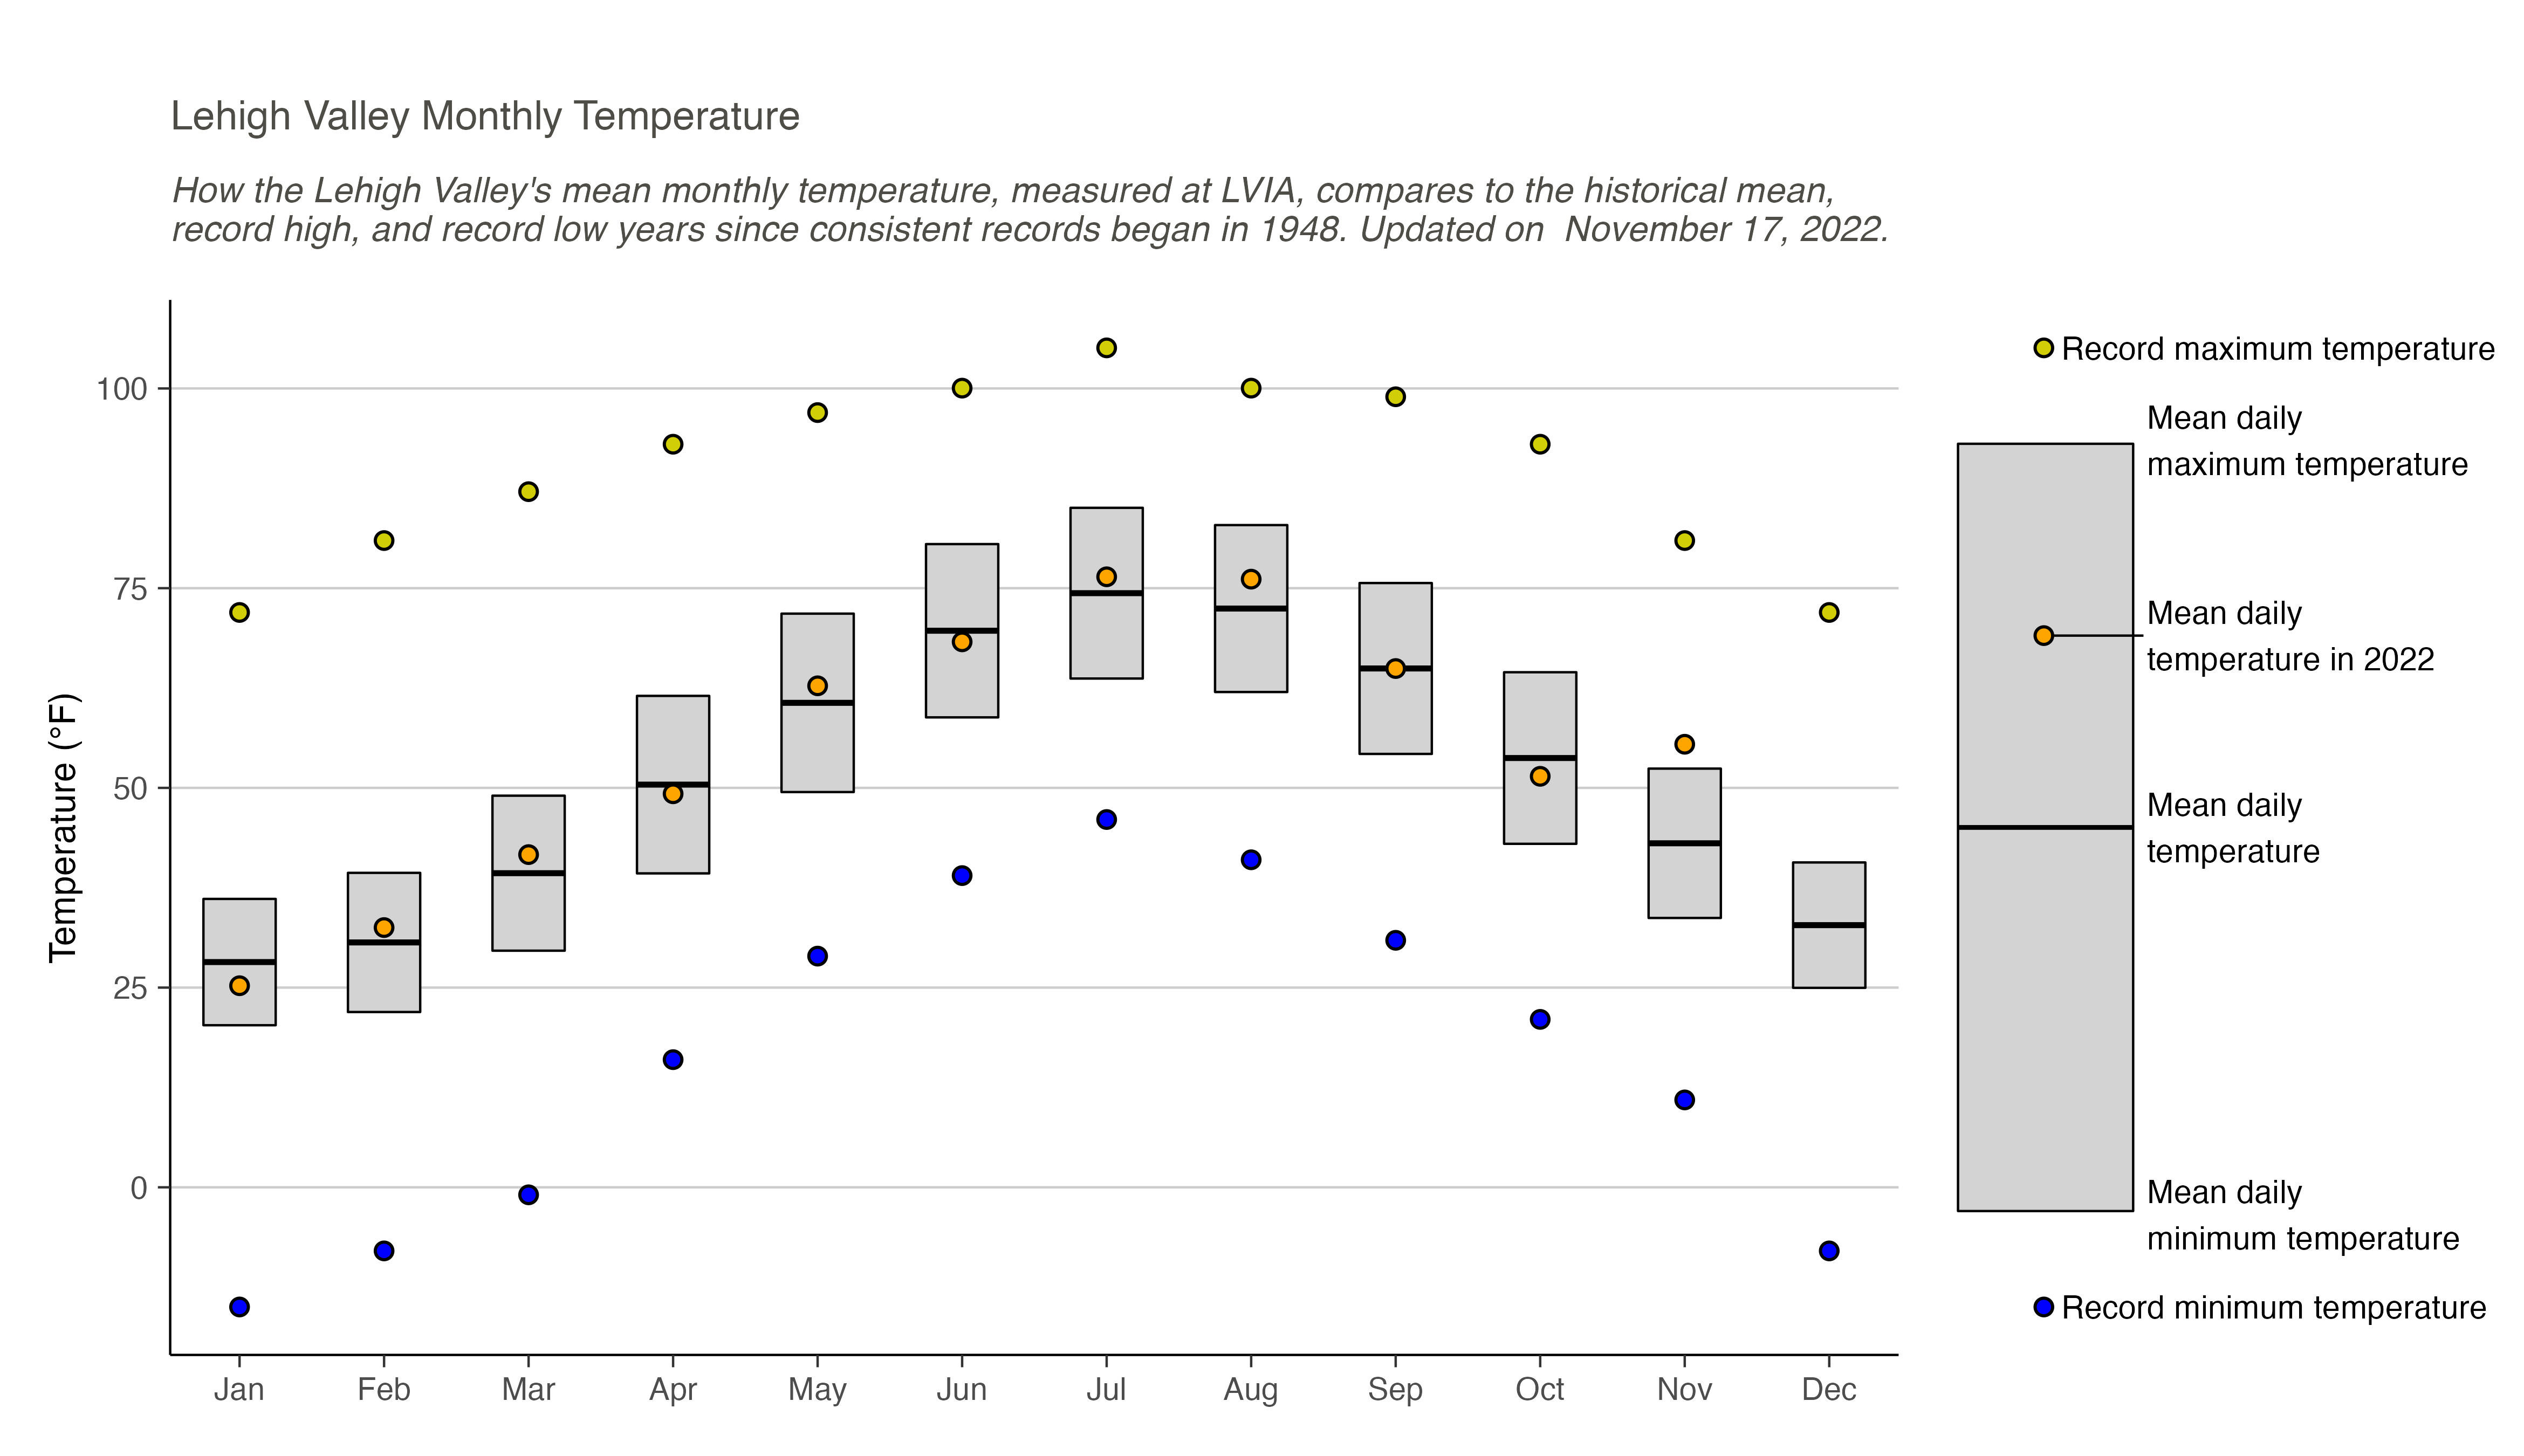 Lehigh Valley Monthly Temperature
How the Lehigh Valley's mean monthly temperature, measured at LVIA, compares to the historical mean,
record high, and record low years since consistent records began in 1948. Updated on  November 17, 2022.
Temperature (°F)
100
75
50
25
0
Jan
Feb
Mar
Apr
May
Jun
Jul
Aug
Sep
Oct
Nov
Dec
Record maximum temperature
Mean daily
maximum temperature
Mean daily
temperature in 2022
Mean daily
temperature
Mean daily
minimum temperature
Record minimum temperature